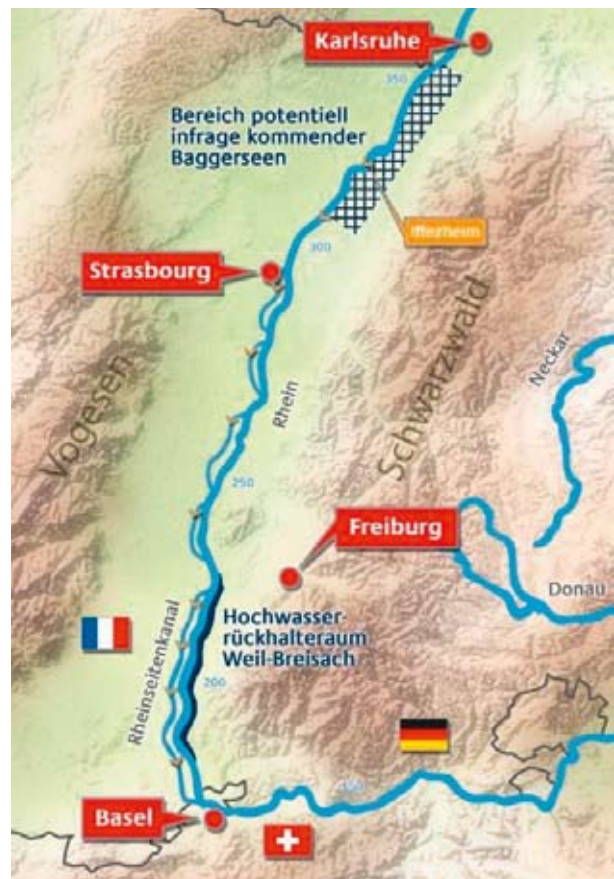 Karlsruhe
350
Bereich potentiell
infrage kommender
Baggerseen
Iffezheim
300
Strasbourg
Vogesen
Schwarzwald
Neckar
Rhein
250
Freiburg
Donau
Hochwasser-
rückhalteraum
Weil-Breisach
Rheinseitenkanal
200
Basel